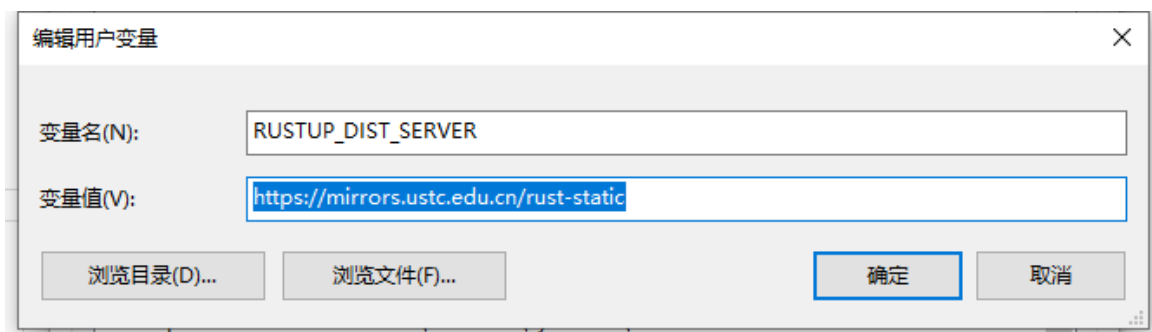 编辑用户变量
变量名(N):
RUSTUP_DIST_SERVER
变量值(V):
https://mirrors.ustc.edu.cn/rust-static
浏览目录(D)...
浏览文件(F)...
确定
取消